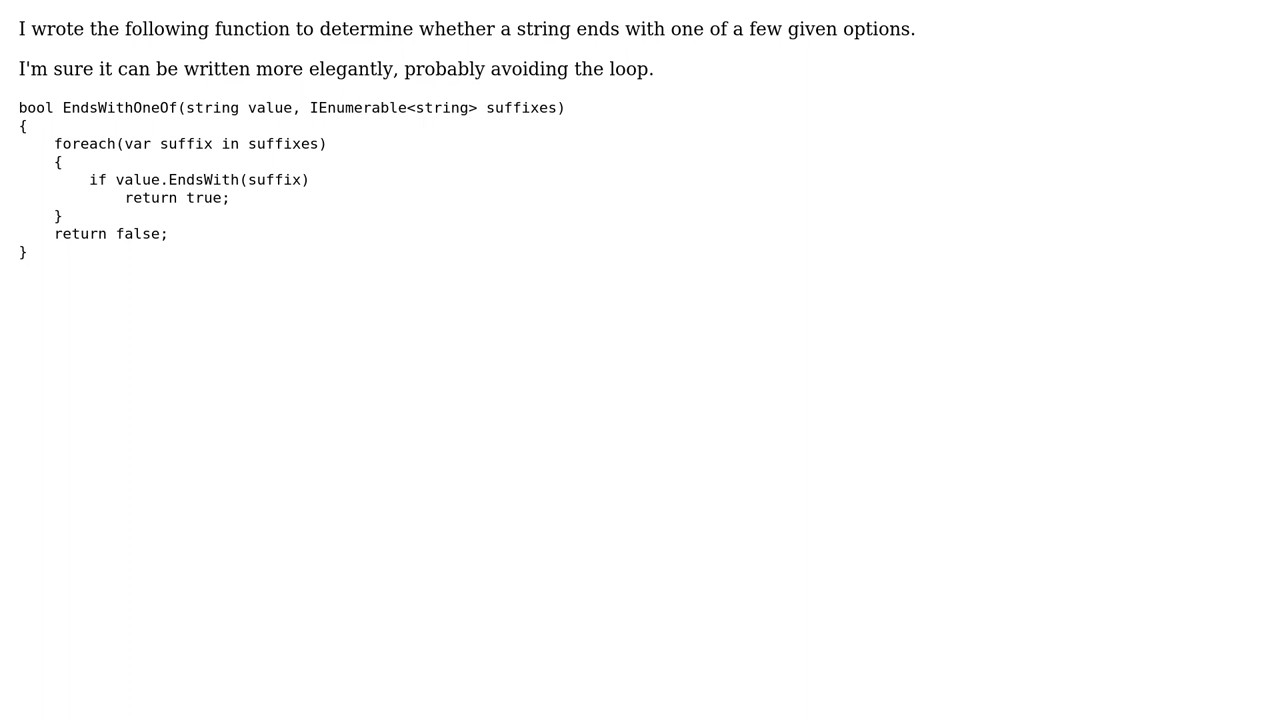 I wrote the following function to determine whether a string ends with one of a few given options.
I'm sure it can be written more elegantly, probably avoiding the loop.
bool EndsWithOneOf(string value, IEnumerable<string> suffixes)
{
    foreach(var suffix in suffixes)
    {
        if value.EndsWith(suffix)
            return true;
    }
    return false;
}